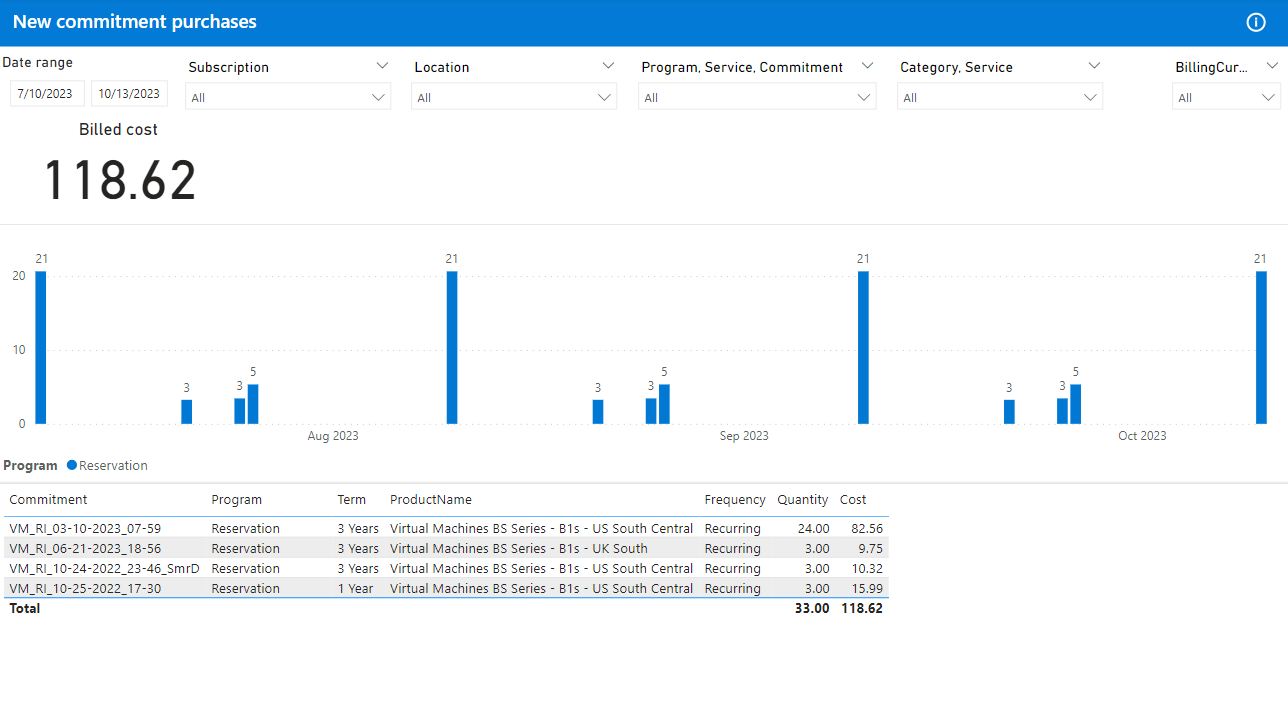 New commitment purchases
Date range
Subscription
Location
Program, Service, Commitment
Category, Service
BillingCur...
7/10/2023 10/13/2023
All
All
All
All
All
Billed cost
118.62
20
10
0
21
3
3
5
21
3
3
5
21
3
3
5
21
Aug 2023
Sep 2023
Oct 2023
Program Reservation
Commitment Program Term ProductName Frequency Quantity Cost
VM_RI_03-10-2023_07-59 Reservation 3 Years Virtual Machines BS Series - B1s - US South Central Recurring 24.00 82.56
VM_RI_06-21-2023_18-56 Reservation 3 Years Virtual Machines BS Series - B1s - UK South Recurring 3.00 9.75
VM_RI_10-24-2022_23-46_SmrD Reservation 3 Years Virtual Machines BS Series - B1s - US South Central Recurring 3.00 10.32
VM_RI_10-25-2022_17-30 Reservation 1 Year Virtual Machines BS Series - B1s - US South Central Recurring 3.00 15.99
Total 33.00 118.62